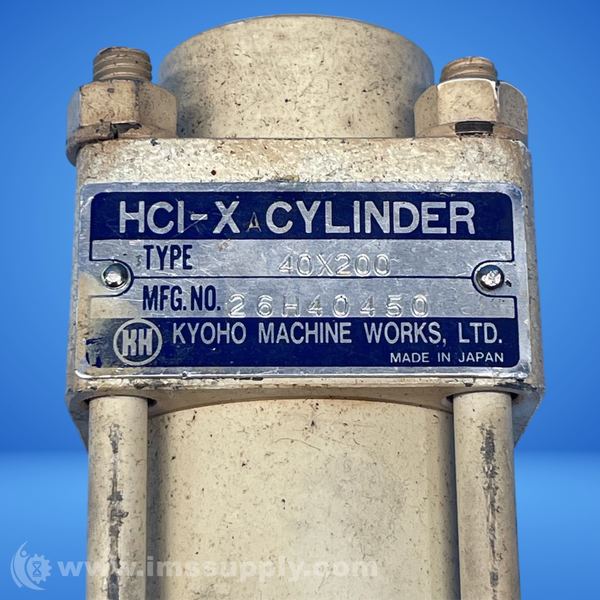 HCI-X A CYLINDER
TYPE 40X200
MFG.NO. 26H40450
KH KYOHO MACHINE WORKS, LTD.
MADE IN JAPAN
www.imssupply.com